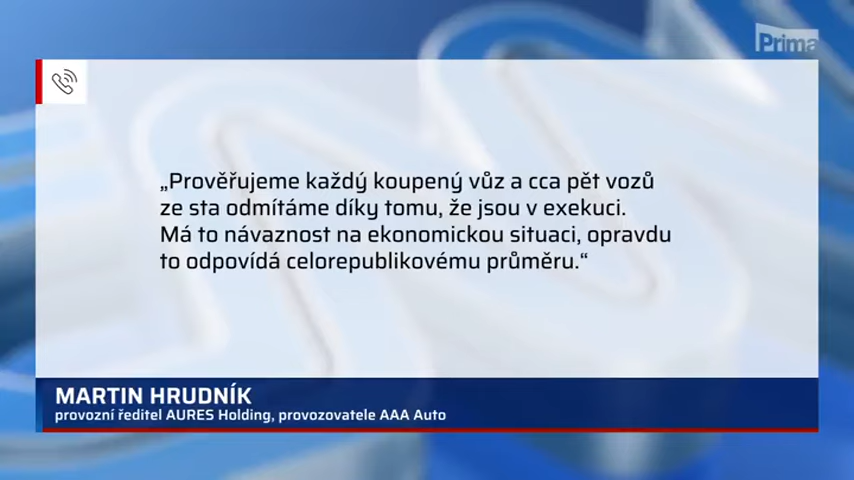 Prima
„Prověřujeme každý koupený vůz a cca pět vozů
ze sta odmítáme díky tomu, že jsou v exekuci.
Má to návaznost na ekonomickou situaci, opravdu
to odpovídá celorepublikovému průměru.“
MARTIN HRUDNÍK
provozní ředitel AURES Holding, provozovatele AAA Auto